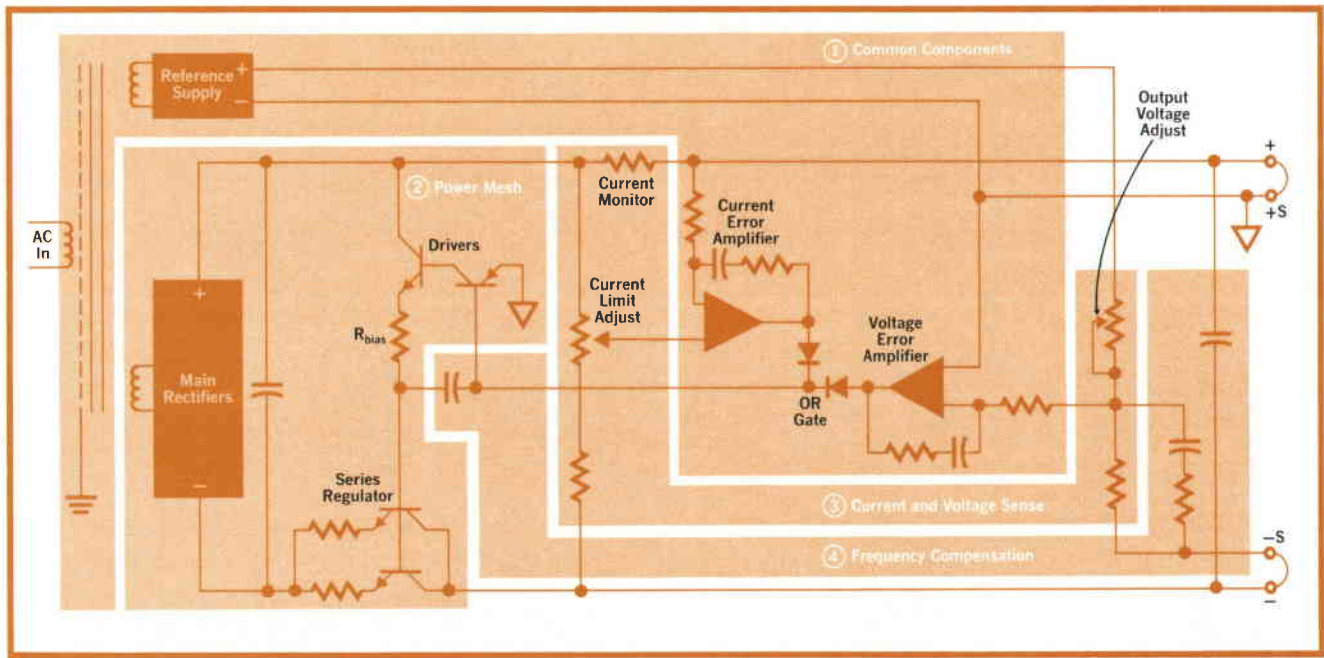 ① Common Components
Reference
Supply
+
−
Output
Voltage
Adjust
+
+
② Power Mesh
Current
Monitor
Current
Error
Amplifier
+S
AC
In
Drivers
+
Current
Limit
Adjust
R bias
Voltage
Error
Amplifier
Main
Rectifiers
OR
Gate
−
Series
Regulator
③ Current and Voltage Sense
−S
④ Frequency Compensation
−